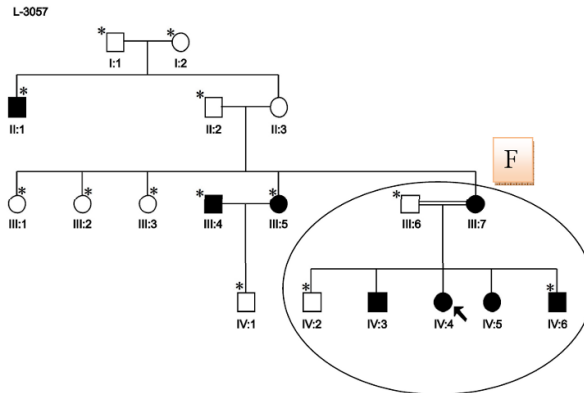 L-3057
* *
I:1 I:2
* *
II:1 II:2 II:3
F
* * * * * *
III:1 III:2 III:3 III:4 III:5 III:6 III:7
* * *
IV:1 IV:2 IV:3 IV:4 IV:5 IV:6